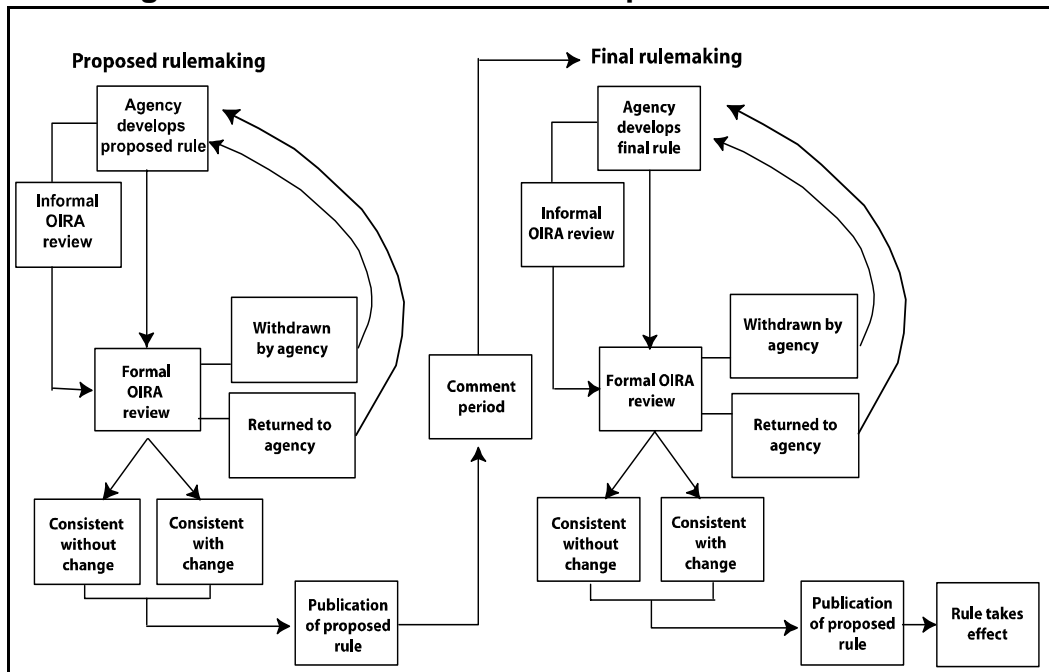 Proposed rulemaking
Agency
develops
proposed rule
Informal
OIRA
review
Withdrawn
by agency
Formal
OIRA
review
Returned to
agency
Consistent
without
change
Consistent
with
change
Publication
of proposed
rule
Comment
period
Final rulemaking
Agency
develops
final rule
Informal
OIRA review
Withdrawn by
agency
Formal OIRA
review
Returned to
agency
Consistent
without
change
Consistent
with
change
Publication
of proposed
rule
Rule takes
effect